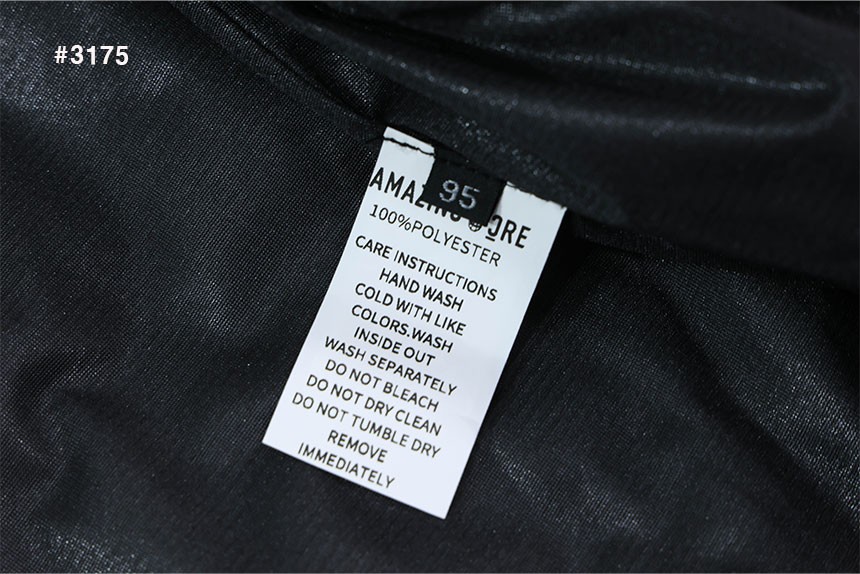 #3175
95
100%POLYESTER
CARE INSTRUCTIONS
HAND WASH
COLD WITH LIKE
COLORS.WASH
INSIDE OUT
WASH SEPARATELY
DO NOT BLEACH
DO NOT DRY CLEAN
DO NOT TUMBLE DRY
REMOVE
IMMEDIATELY